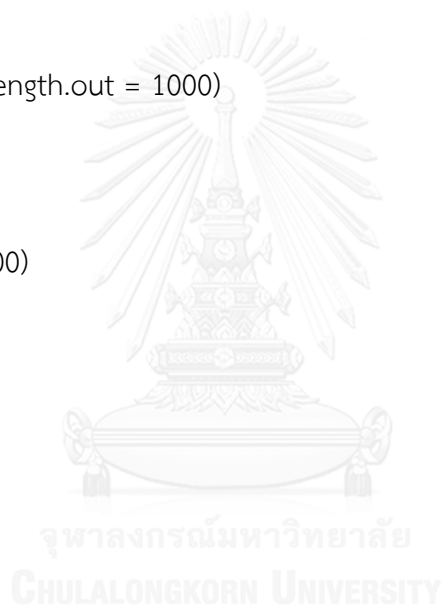 ength.out = 1000)
00)
จุฬาลงกรณ์มหาวิทยาลัย
CHULALONGKORN UNIVERSITY